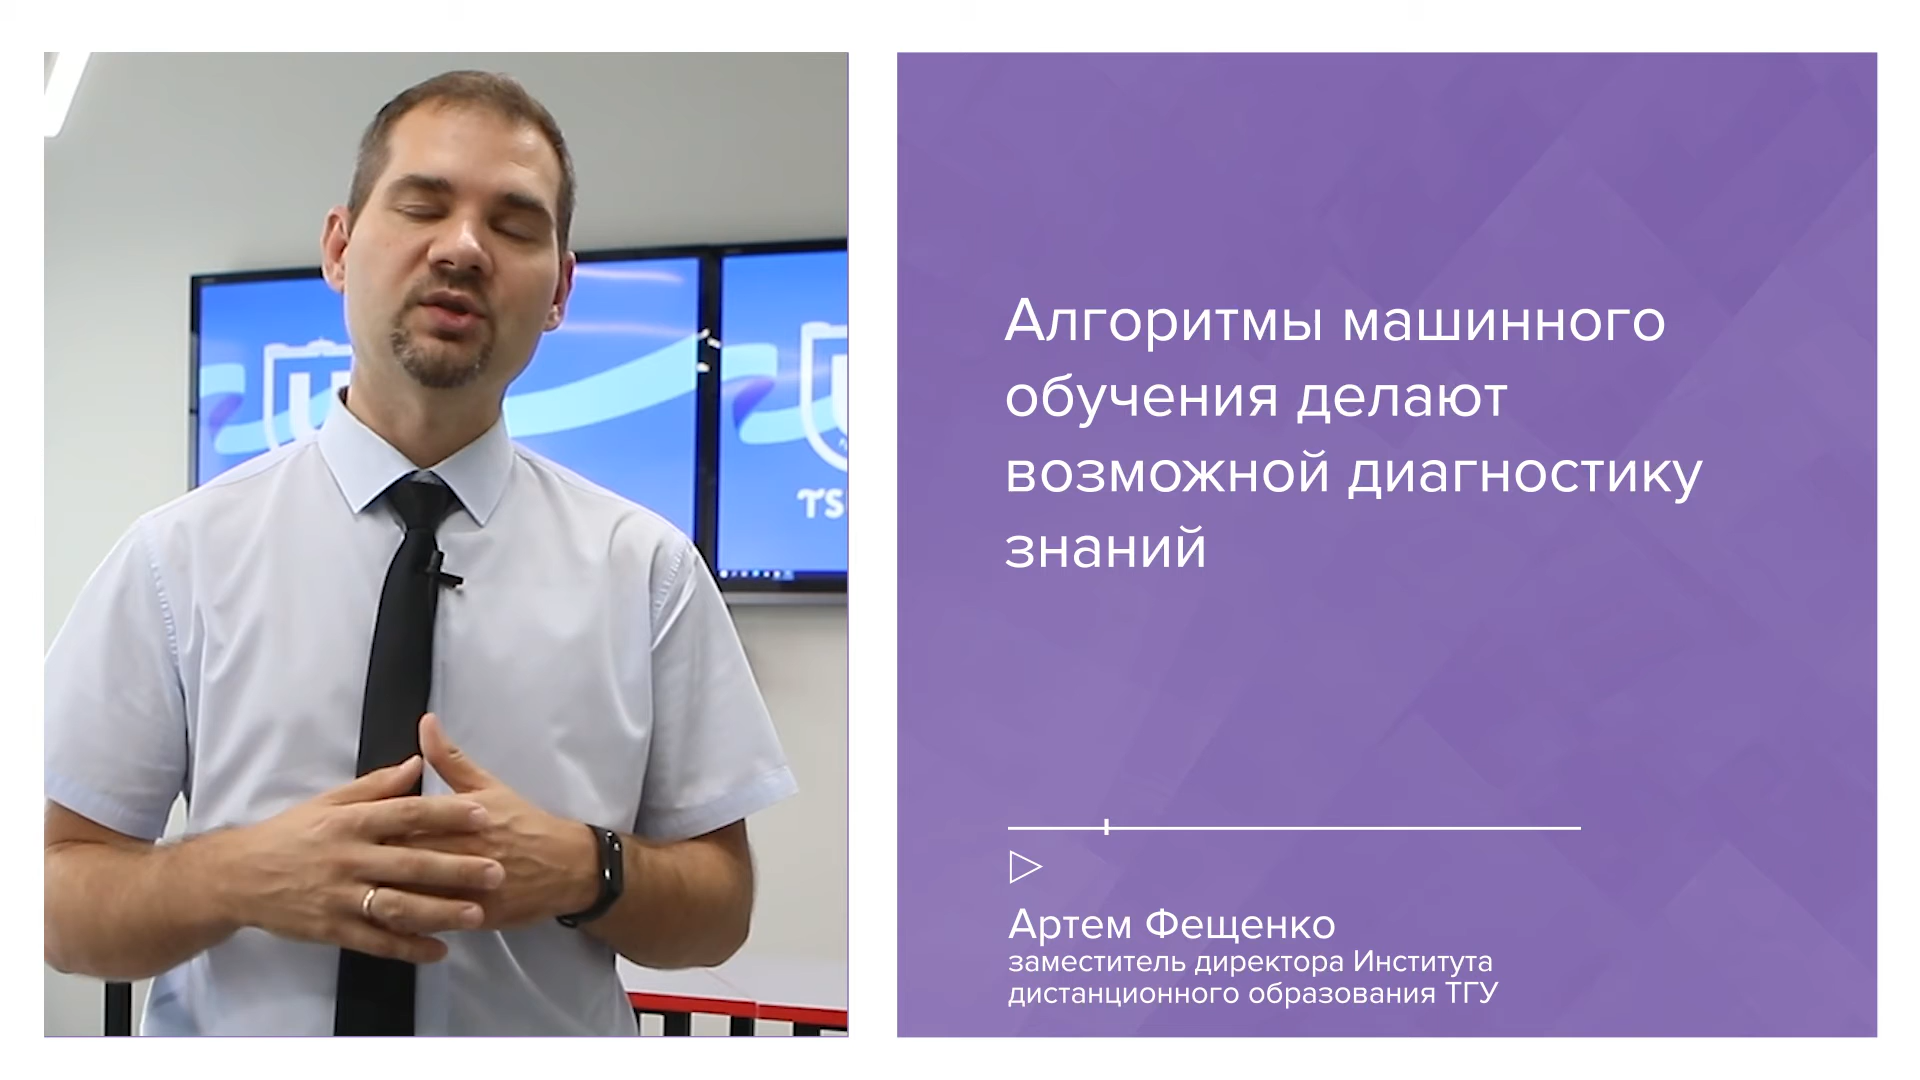 Алгоритмы машинного
обучения делают
возможной диагностику
знаний
Артем Фещенко
заместитель директора Института
дистанционного образования ТГУ